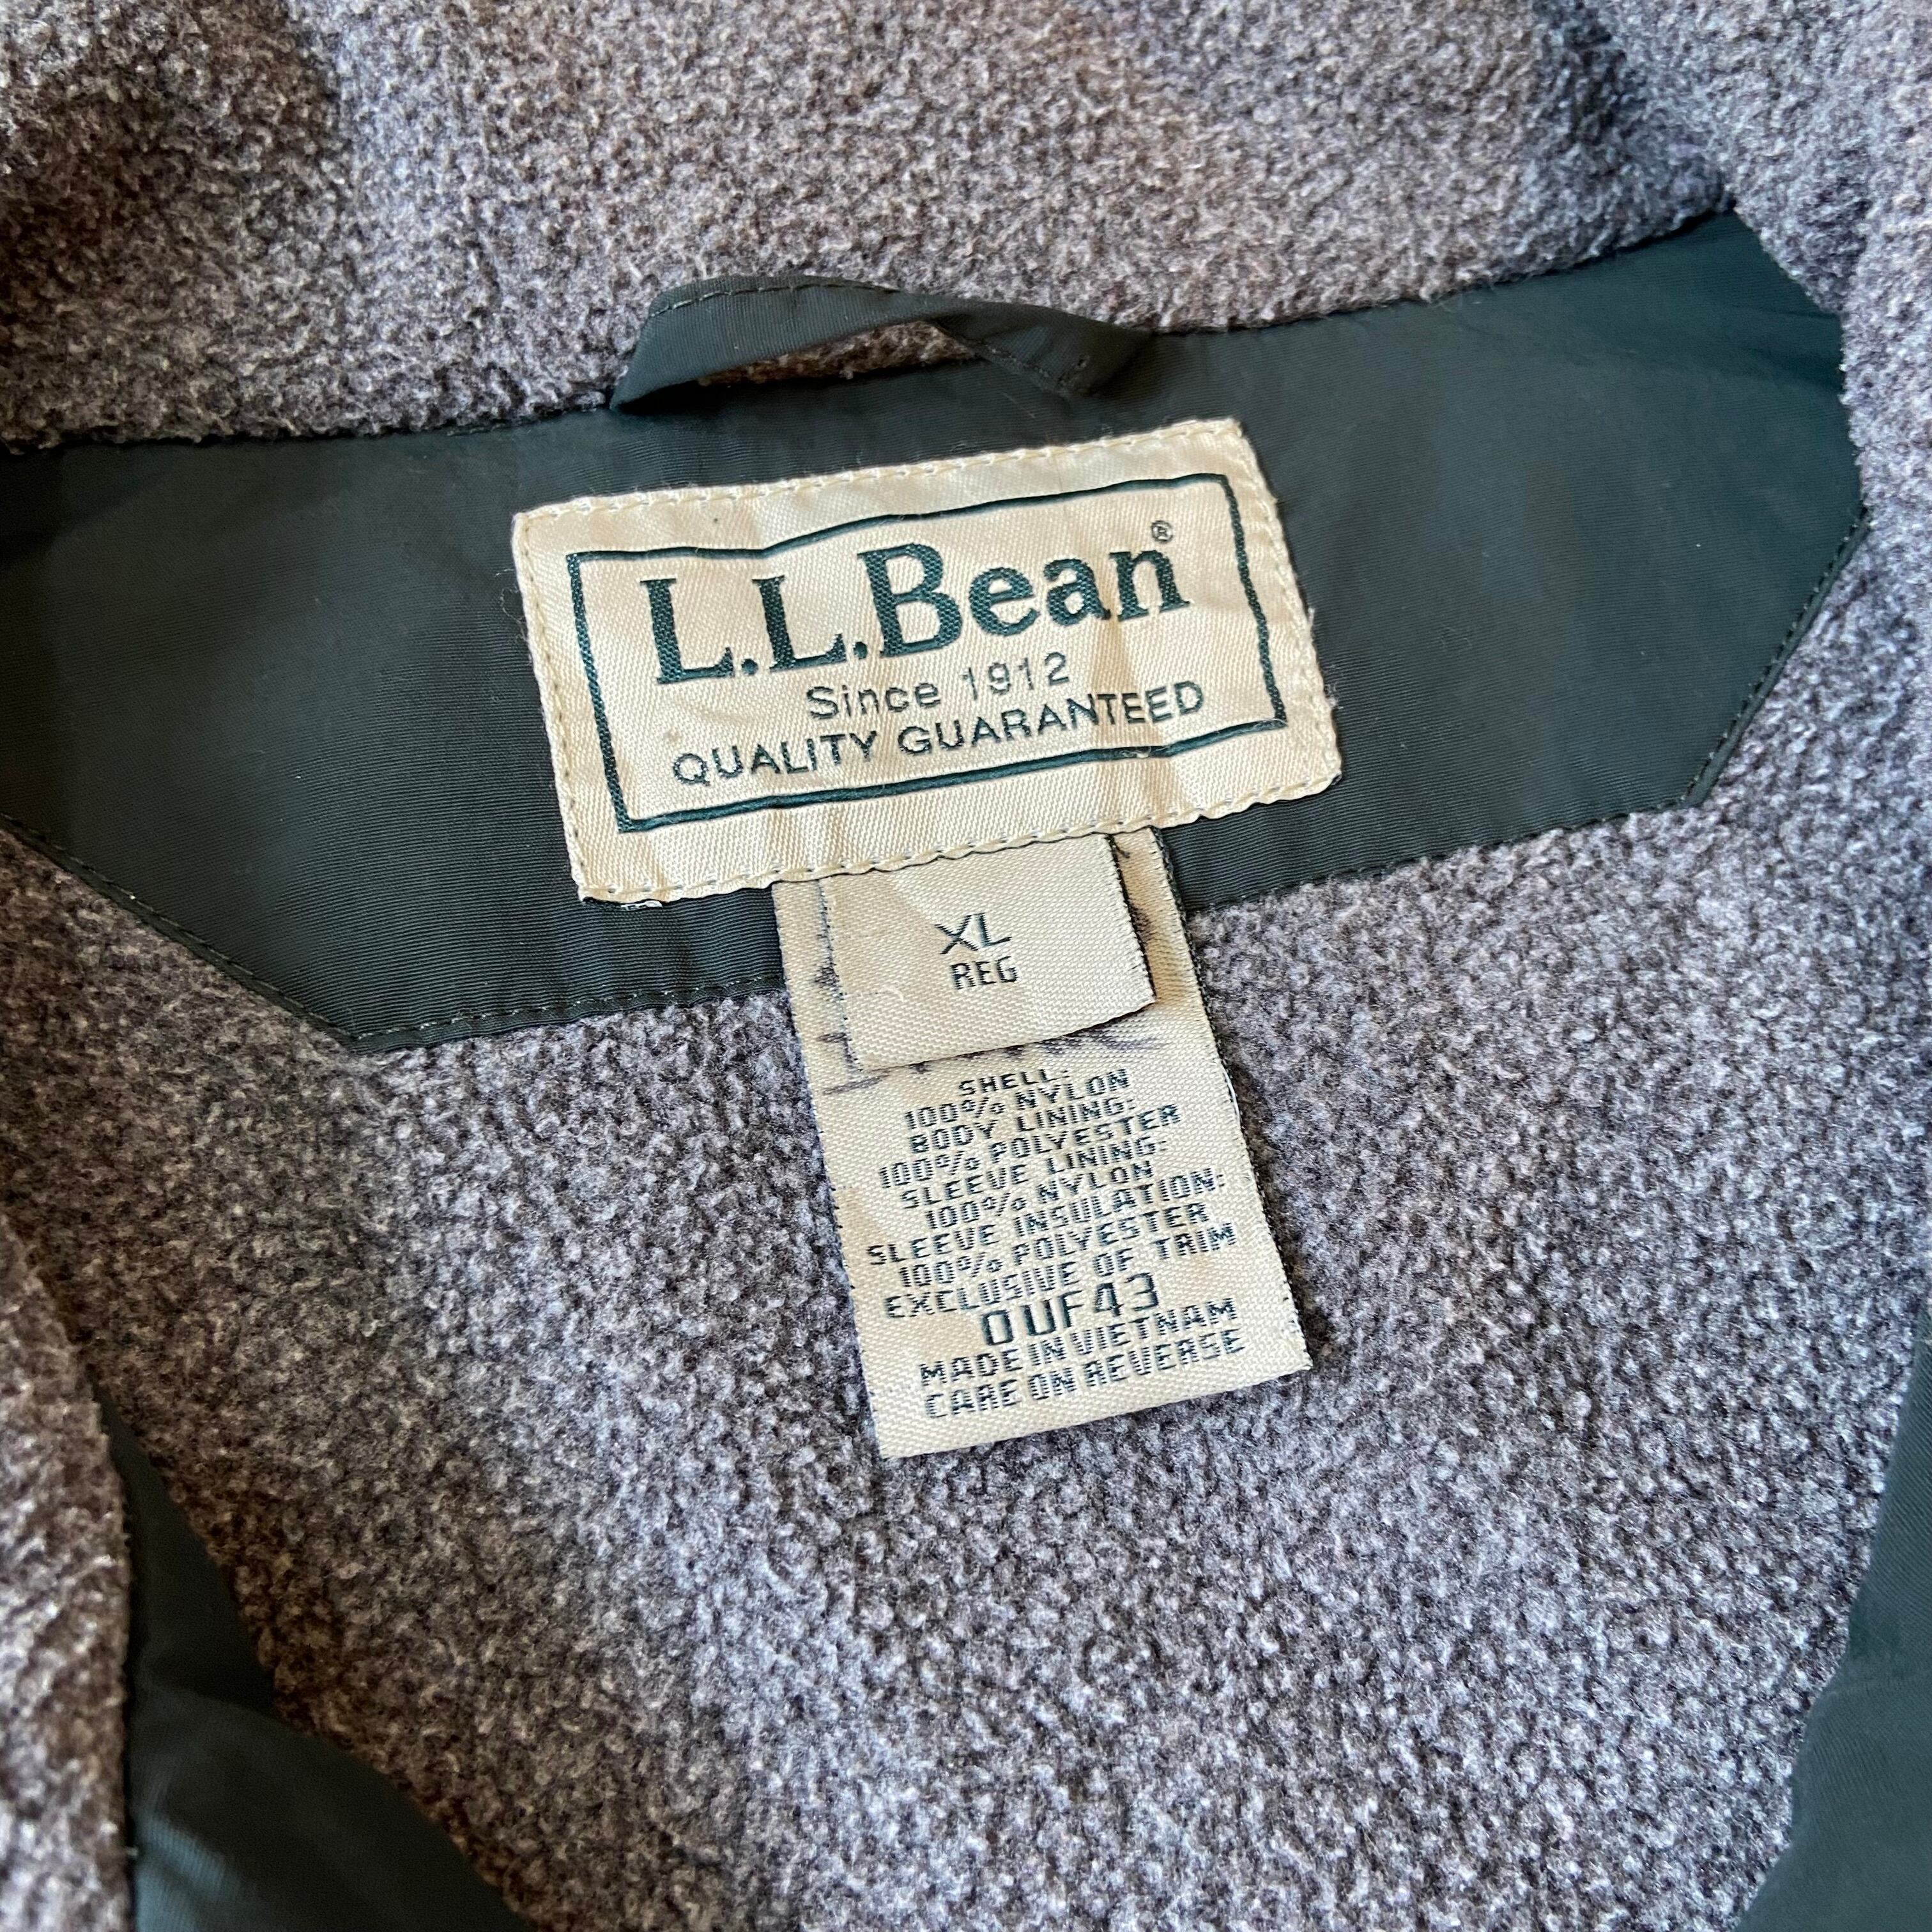 L.L.Bean®
Since 1912
QUALITY GUARANTEED
XL
REG
SHELL:
100% NYLON
BODY LINING:
100% POLYESTER
SLEEVE LINING:
100% NYLON
SLEEVE INSULATION:
100% POLYESTER
EXCLUSIVE OF TRIM
0UF43
MADE IN VIETNAM
CARE ON REVERSE